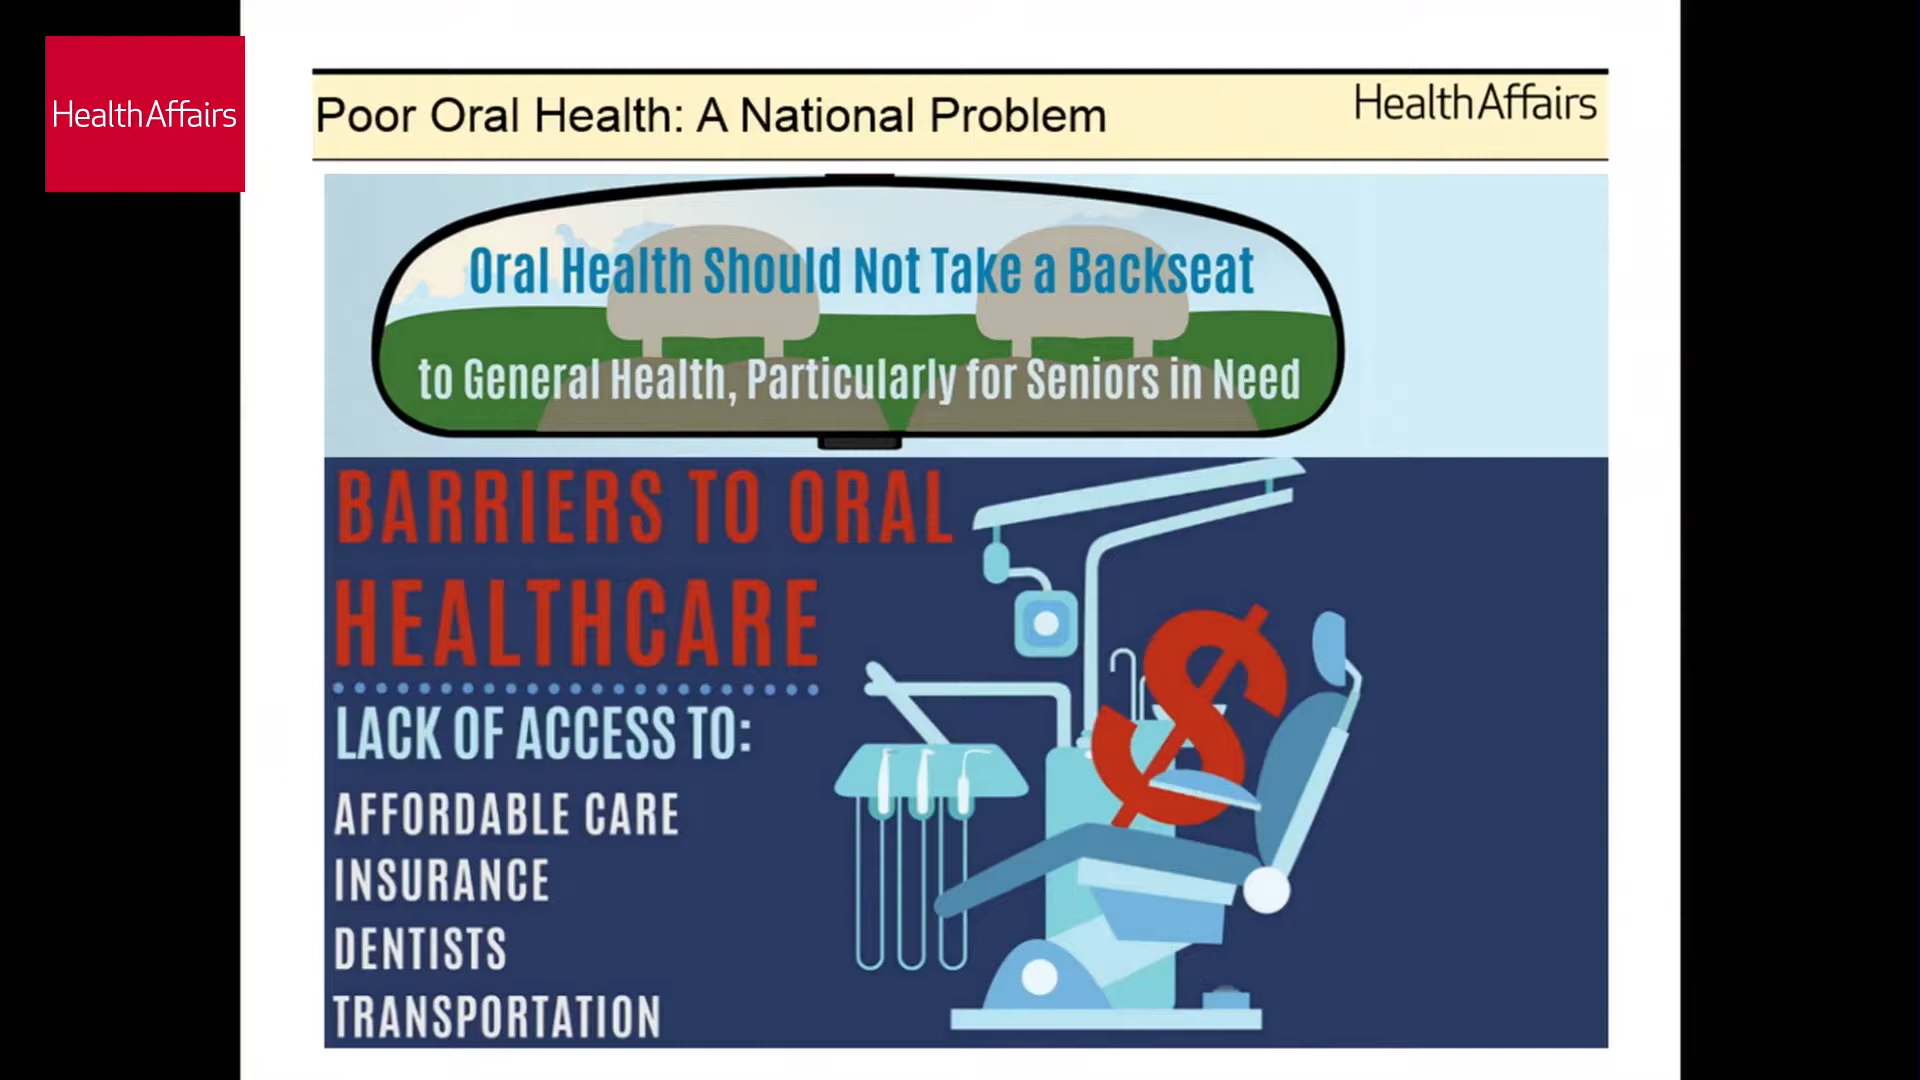 HealthAffairs
Poor Oral Health: A National Problem
HealthAffairs
Oral Health Should Not Take a Backseat
to General Health, Particularly for Seniors in Need
BARRIERS TO ORAL
HEALTHCARE
LACK OF ACCESS TO:
AFFORDABLE CARE
INSURANCE
DENTISTS
TRANSPORTATION
$